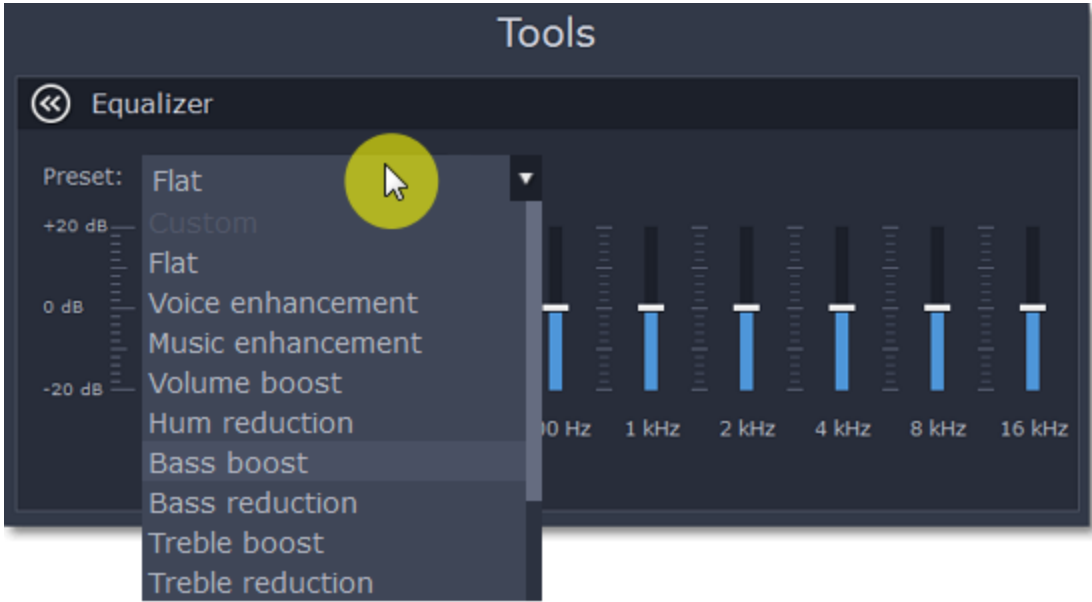 Tools
Equalizer
Preset: Flat
Custom
Flat
Voice enhancement
Music enhancement
Volume boost
Hum reduction
Bass boost
Bass reduction
Treble boost
Treble reduction
+20 dB
0 dB
-20 dB
Hz 1 kHz 2 kHz 4 kHz 8 kHz 16 kHz